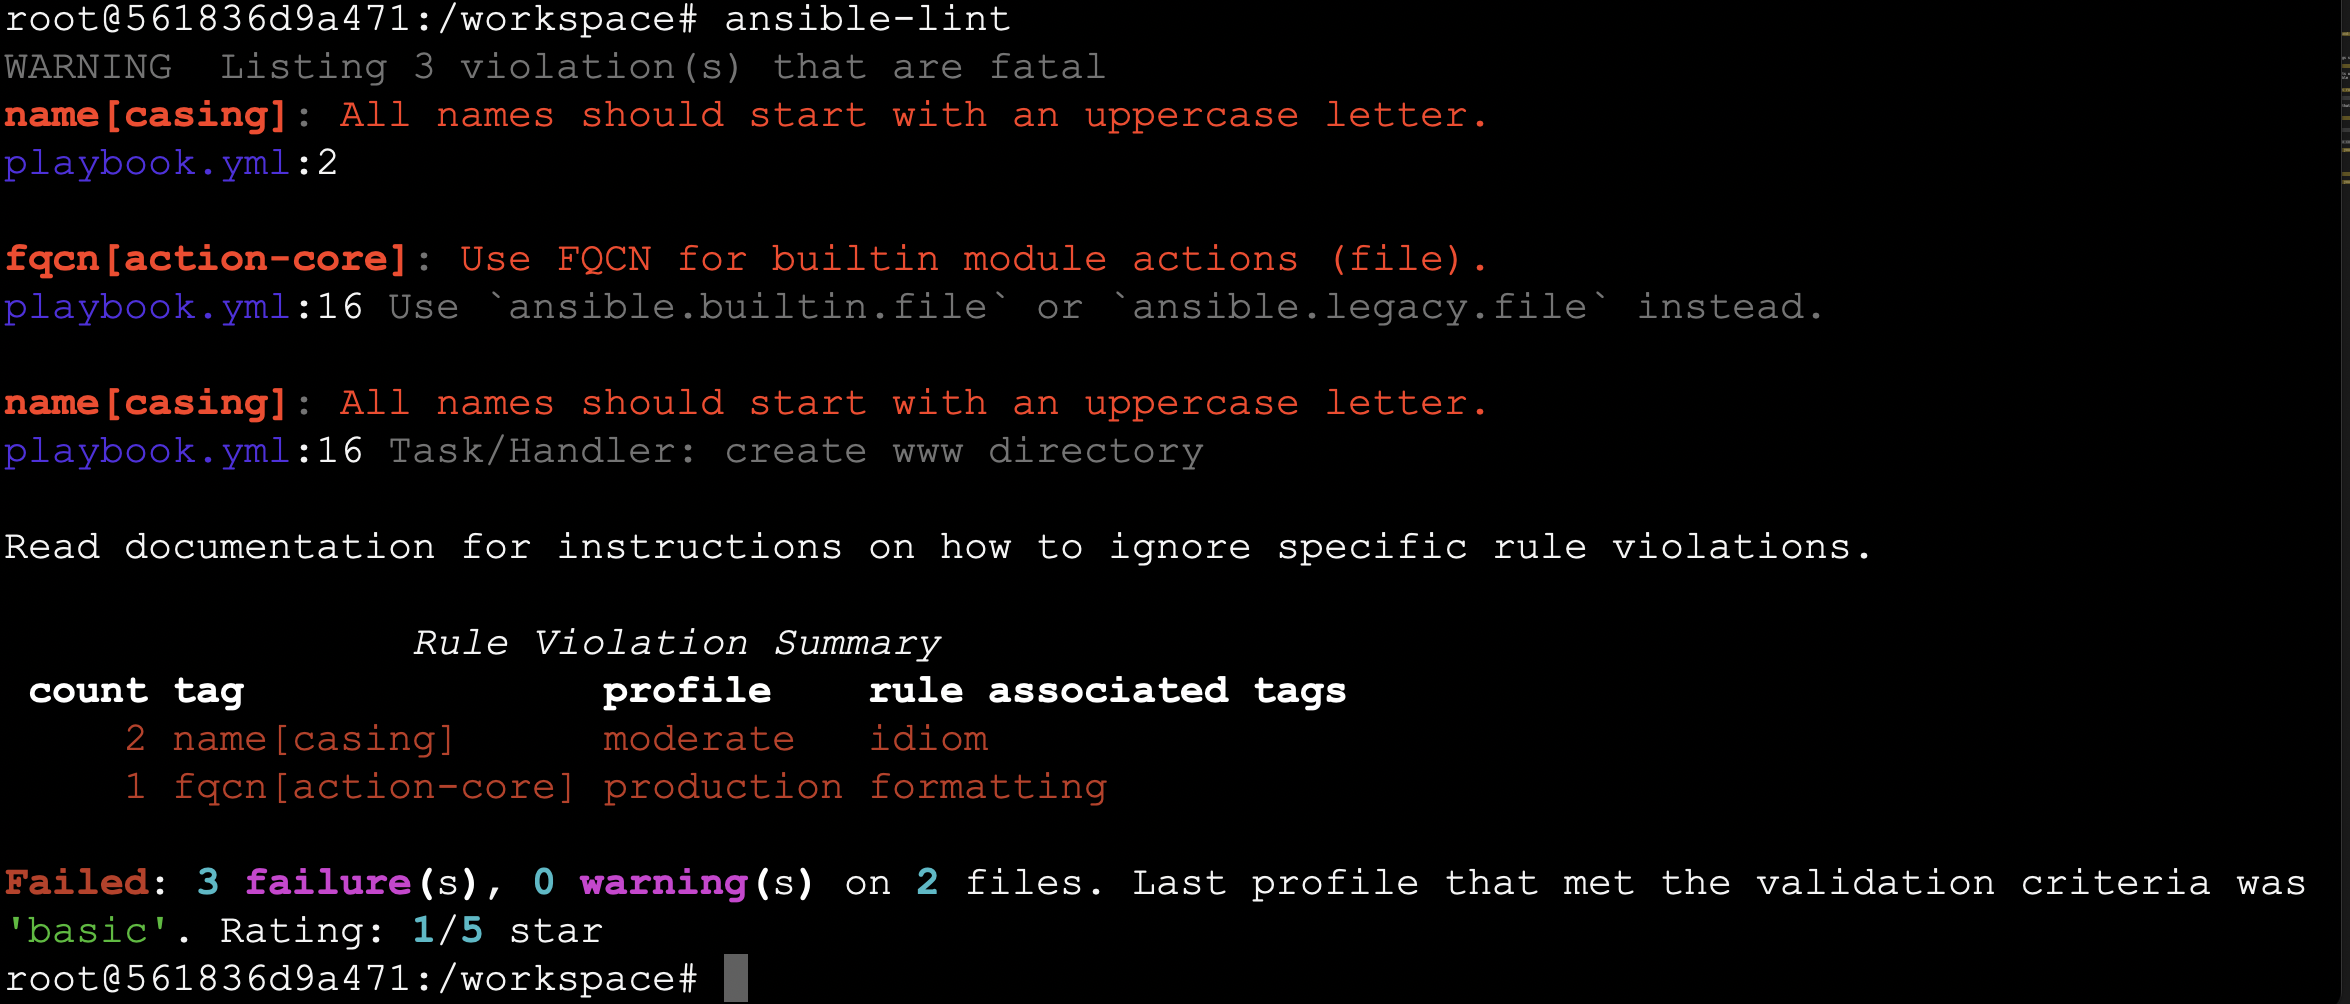 root@561836d9a471:/workspace# ansible-lint
WARNING  Listing 3 violation(s) that are fatal
name[casing]: All names should start with an uppercase letter.
playbook.yml:2
fqcn[action-core]: Use FQCN for builtin module actions (file).
playbook.yml:16 Use `ansible.builtin.file` or `ansible.legacy.file` instead.
name[casing]: All names should start with an uppercase letter.
playbook.yml:16 Task/Handler: create www directory
Read documentation for instructions on how to ignore specific rule violations.
Rule Violation Summary
count tag profile rule associated tags
2 name[casing] moderate idiom
1 fqcn[action-core] production formatting
Failed: 3 failure(s), 0 warning(s) on 2 files. Last profile that met the validation criteria was
'basic'. Rating: 1/5 star
root@561836d9a471:/workspace#